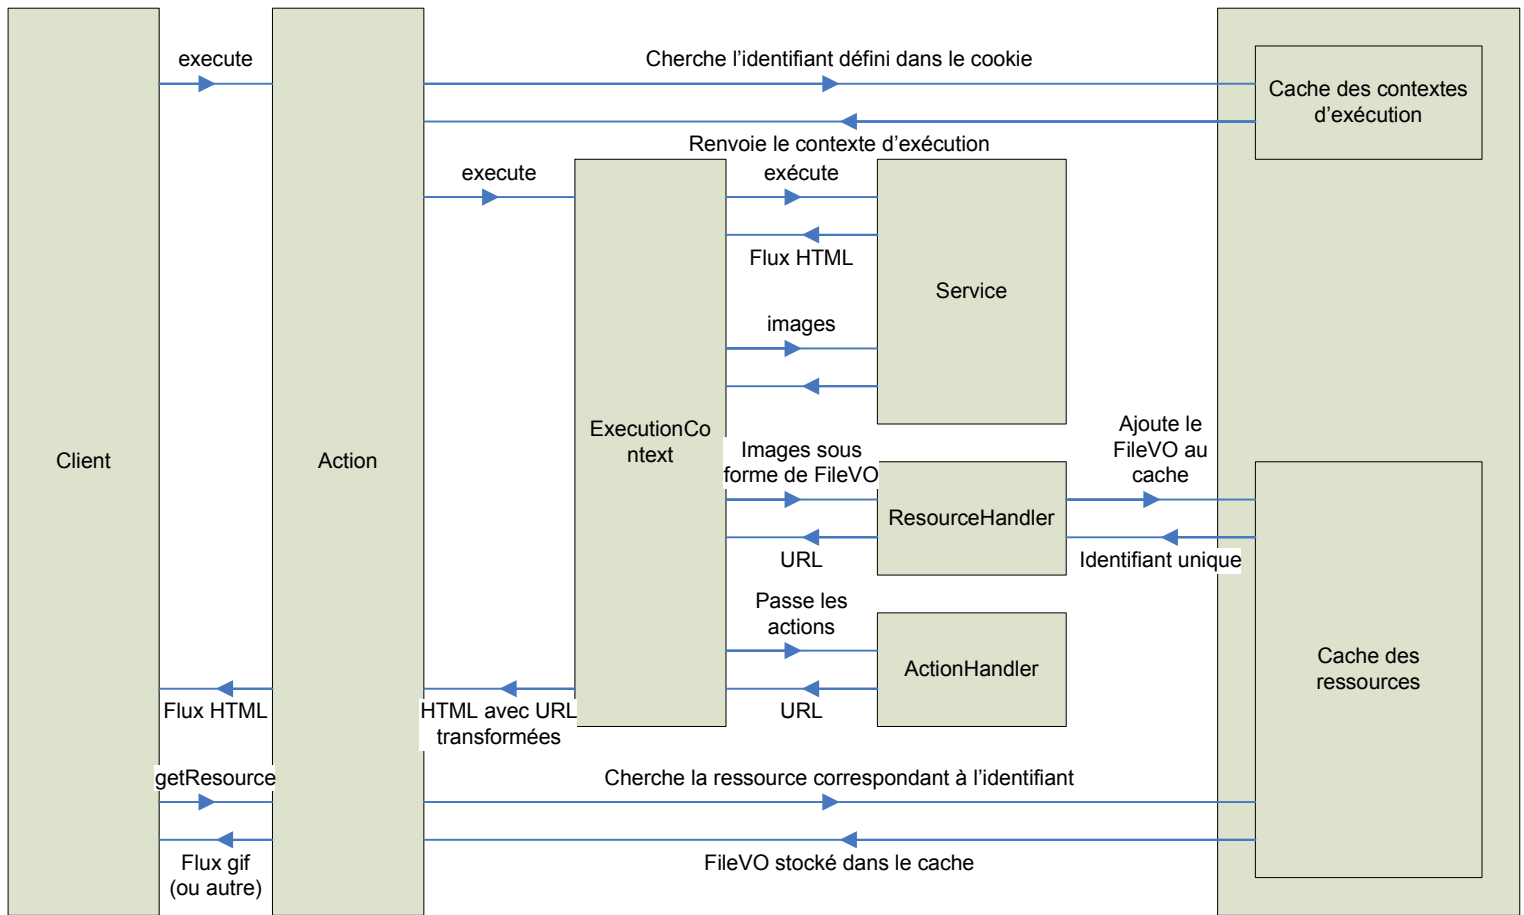 execute
Cherche l'identifiant défini dans le cookie
Cache des contextes
d'exécution
Renvoie le contexte d'exécution
execute
exécute
Flux HTML
Service
images
Client
Action
ExecutionCo
ntext
Images sous
forme de FileVO
Ajoute le
FileVO au
cache
ResourceHandler
URL
Identifiant unique
Passe les
actions
ActionHandler
Cache des
ressources
Flux HTML
HTML avec URL
transformées
URL
getResource
Cherche la ressource correspondant à l'identifiant
Flux gif
(ou autre)
FileVO stocké dans le cache